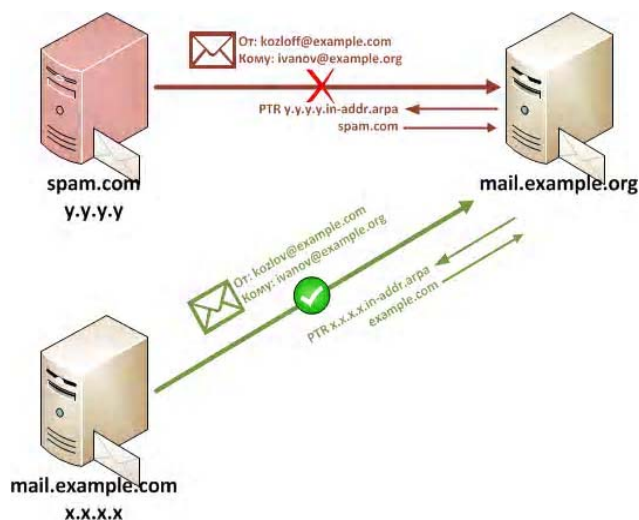 От: kozloff@example.com
Кому: ivanov@example.org
PTR y.y.y.y.in-addr.arpa
spam.com
spam.com
y.y.y.y
mail.example.org
От: kozlov@example.com
Кому: ivanov@example.org
PTR x.x.x.x.in-addr.arpa
example.com
mail.example.com
x.x.x.x